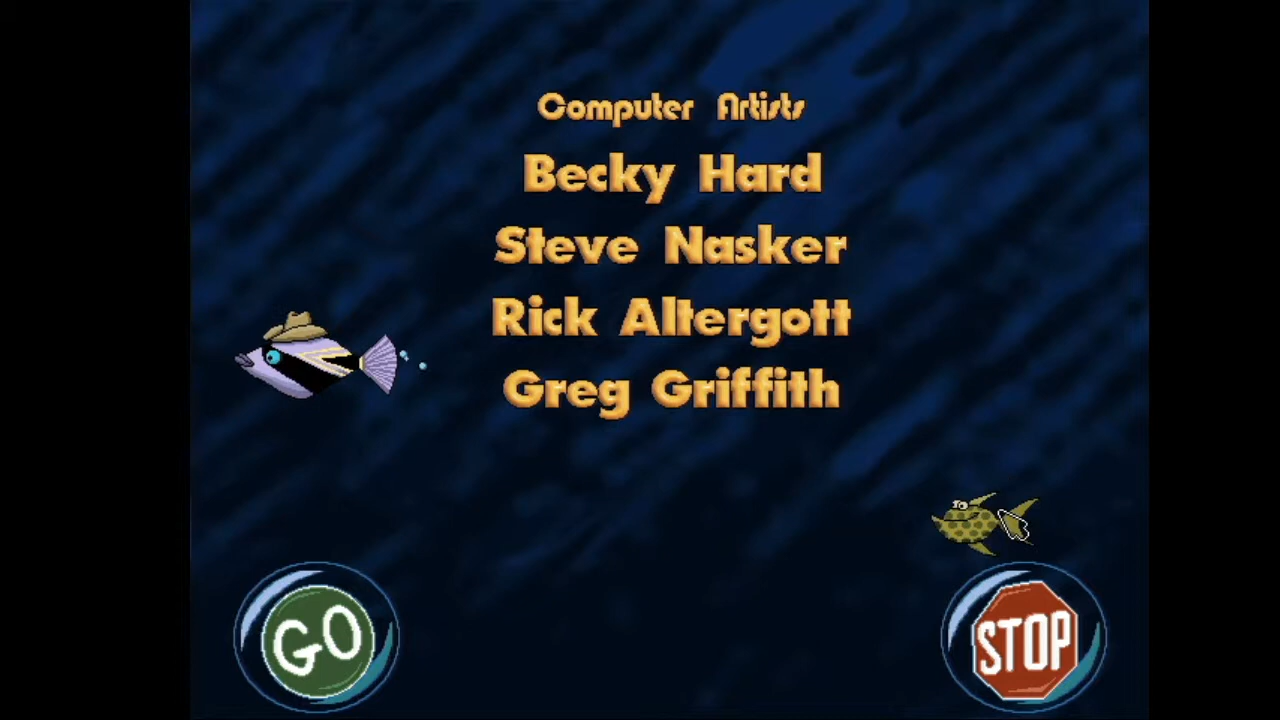 Computer Artists
Becky Hard
Steve Nasker
Rick Altergott
Greg Griffith
GO
STOP